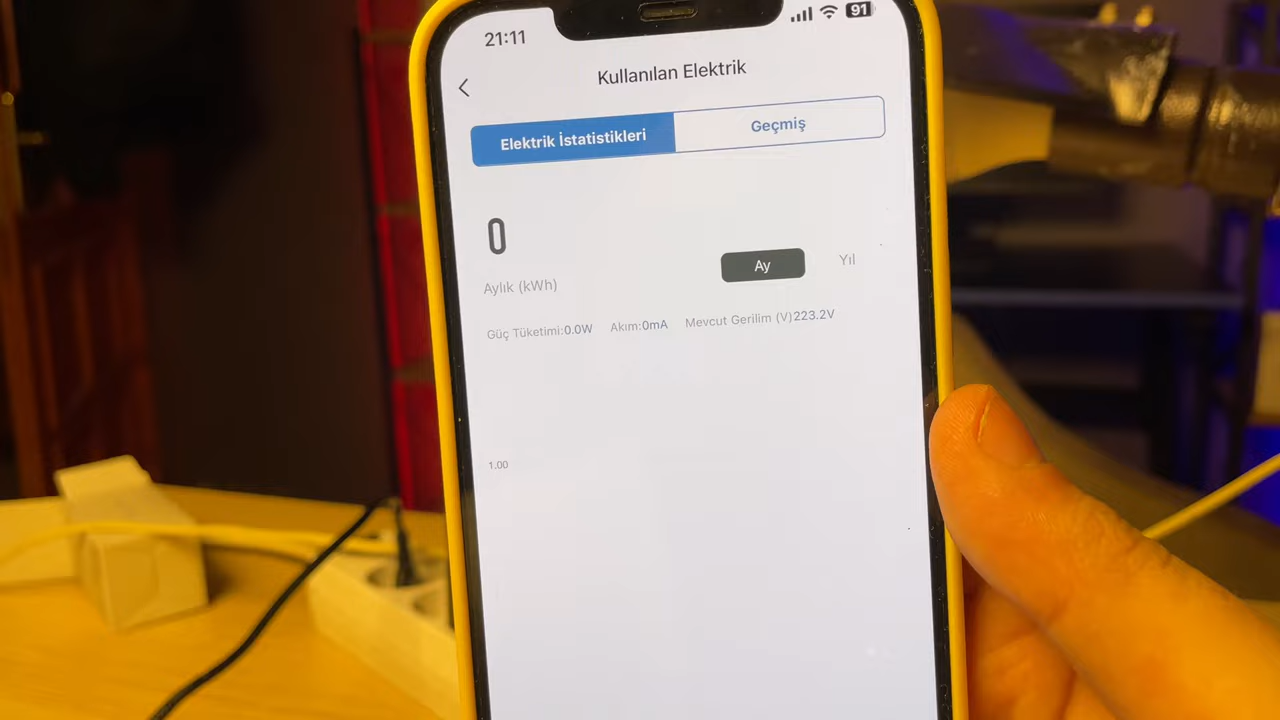 21:11
91
Kullanılan Elektrik
Elektrik İstatistikleri
Geçmiş
0
Ay
Yıl
Aylık (kWh)
Güç Tüketimi:0.0W Akım:0mA Mevcut Gerilim (V)223.2V
1.00